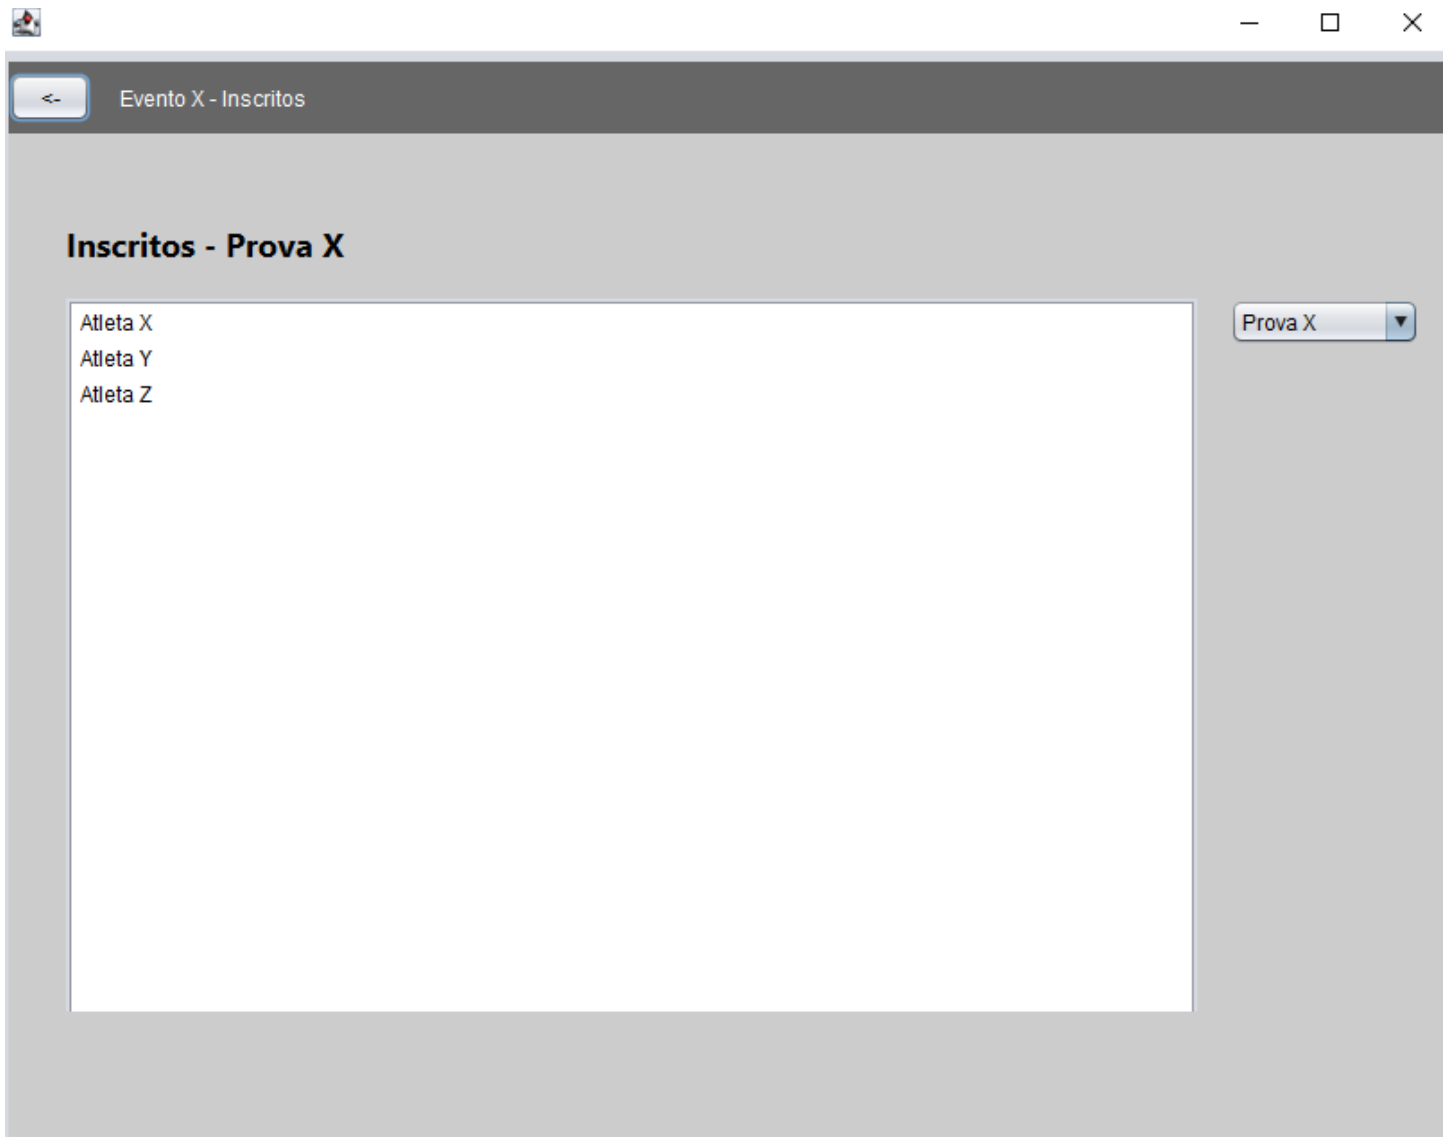 <- Evento X - Inscritos
Inscritos - Prova X
Atleta X
Prova X
Atleta Y
Atleta Z